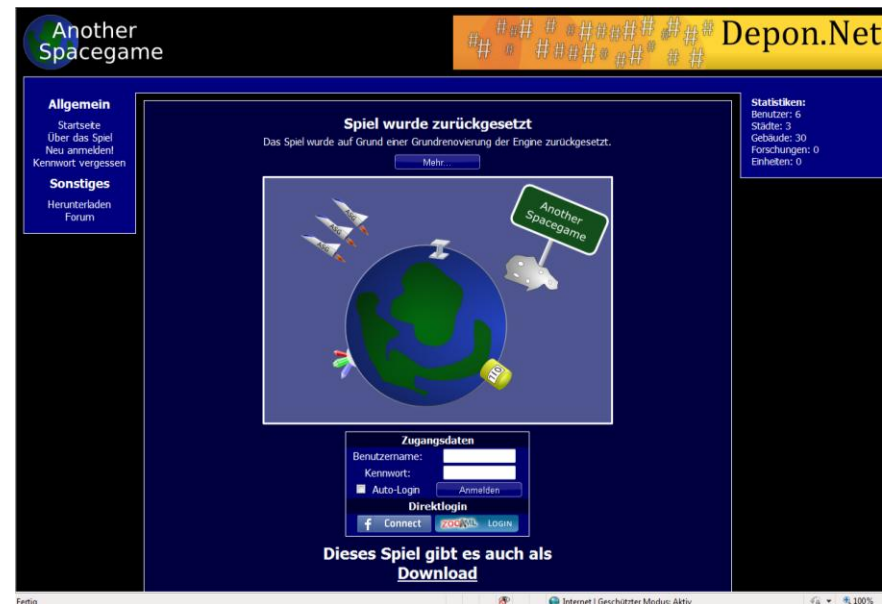 Another
Spacegame
Depon.Net
Allgemein
Startseite
Über das Spiel
Neu anmelden!
Kennwort vergessen
Sonstiges
Herunterladen
Forum
Spiel wurde zurückgesetzt
Das Spiel wurde auf Grund einer Grundrenovierung der Engine zurückgesetzt.
Mehr...
Statistiken:
Benutzer: 6
Städte: 3
Gebäude: 30
Forschungen: 0
Einheiten: 0
Another
Spacegame
ASG
ASG
ASG
Zugangsdaten
Benutzername:
Kennwort:
Auto-Login
Anmelden
Direktlogin
f Connect
LOGIN
Dieses Spiel gibt es auch als
Download
Fertig
Internet | Geschützter Modus: Aktiv
100%